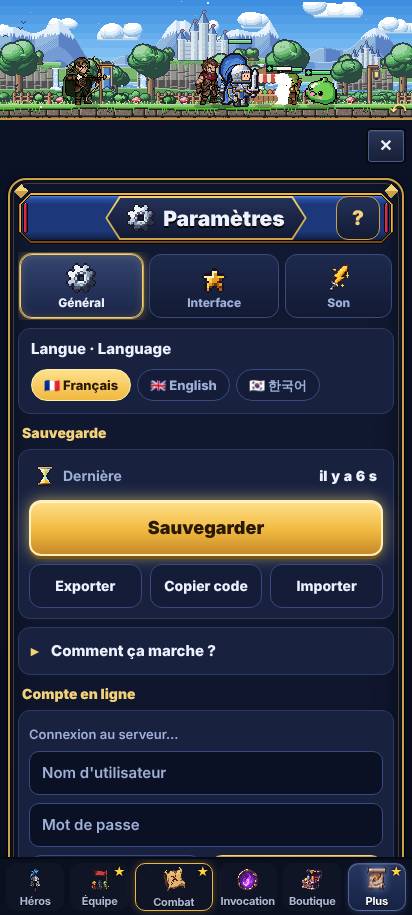 ×
Paramètres
?
Général
Interface
Son
Langue · Language
🇫🇷 Français
🇬🇧 English
🇰🇷 한국어
Sauvegarde
Dernière
il y a 6 s
Sauvegarder
Exporter
Copier code
Importer
► Comment ça marche ?
Compte en ligne
Connexion au serveur...
Nom d'utilisateur
Mot de passe
Héros
Équipe
Combat
Invocation
Boutique
Plus